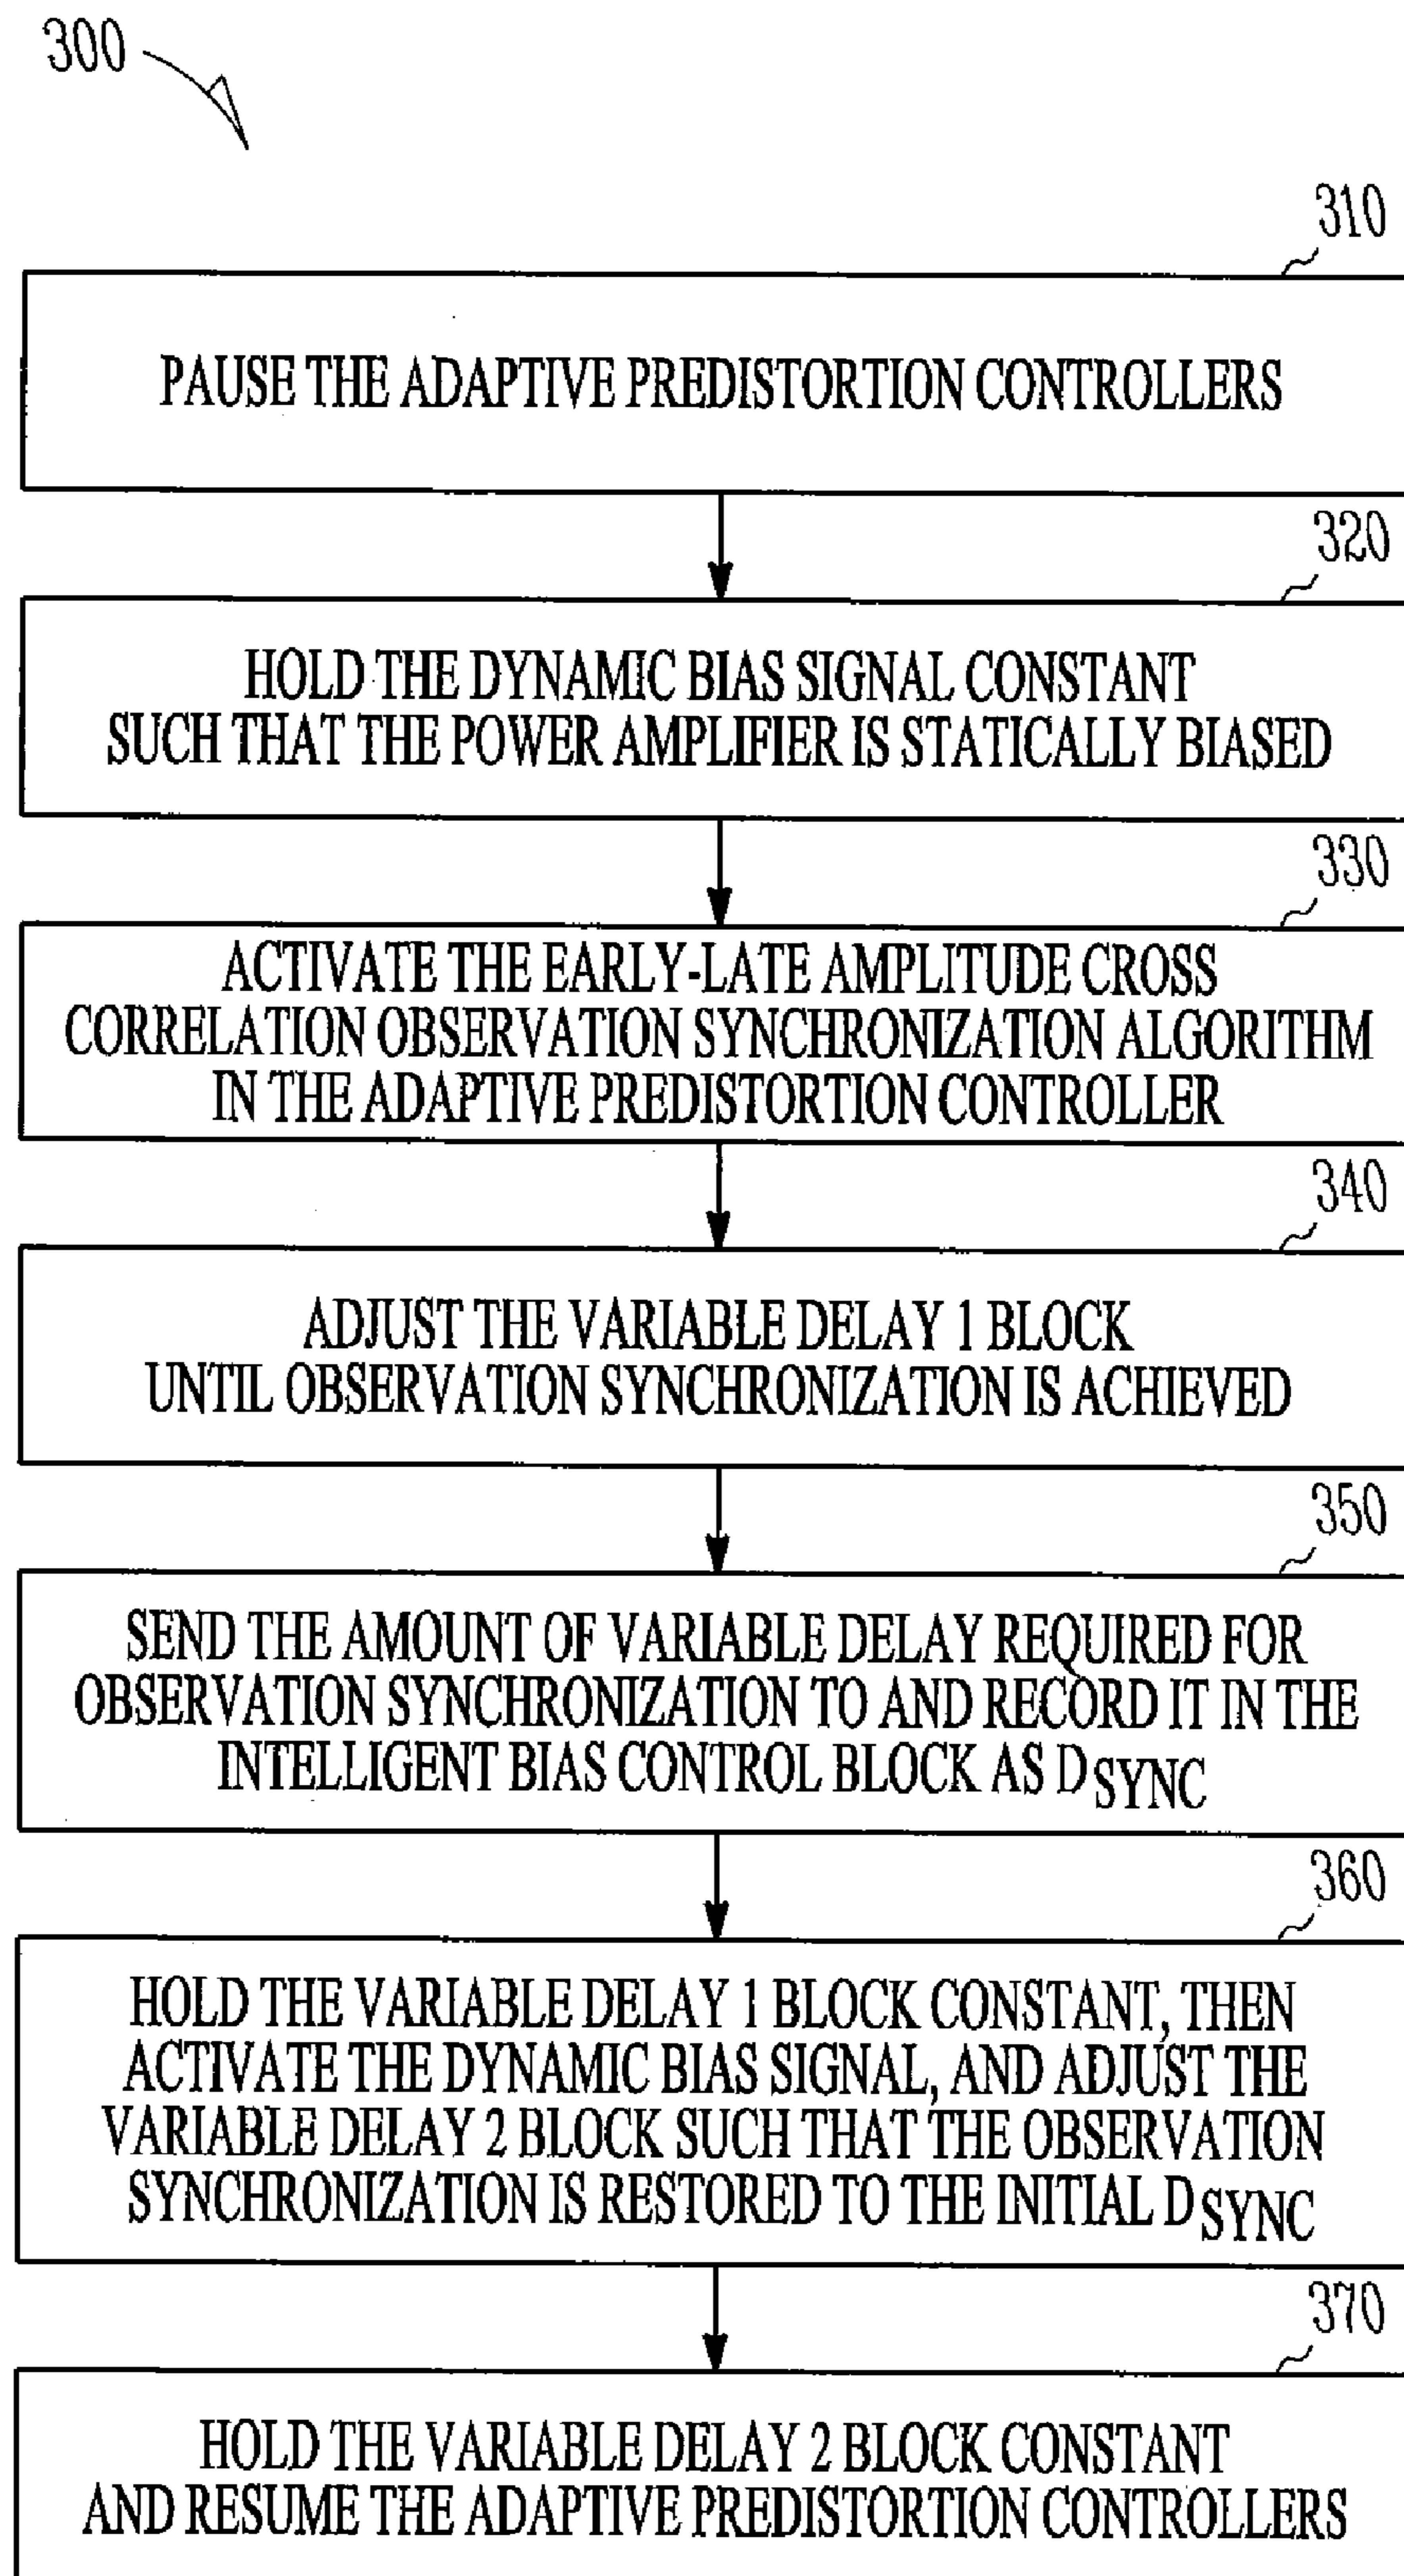 300
310
PAUSE THE ADAPTIVE PREDISTORTION CONTROLLERS
320
HOLD THE DYNAMIC BIAS SIGNAL CONSTANT
SUCH THAT THE POWER AMPLIFIER IS STATICALLY BIASED
330
ACTIVATE THE EARLY-LATE AMPLITUDE CROSS
CORRELATION OBSERVATION SYNCHRONIZATION ALGORITHM
IN THE ADAPTIVE PREDISTORTION CONTROLLER
340
ADJUST THE VARIABLE DELAY 1 BLOCK
UNTIL OBSERVATION SYNCHRONIZATION IS ACHIEVED
350
SEND THE AMOUNT OF VARIABLE DELAY REQUIRED FOR
OBSERVATION SYNCHRONIZATION TO AND RECORD IT IN THE
INTELLIGENT BIAS CONTROL BLOCK AS D SYNC
360
HOLD THE VARIABLE DELAY 1 BLOCK CONSTANT, THEN
ACTIVATE THE DYNAMIC BIAS SIGNAL, AND ADJUST THE
VARIABLE DELAY 2 BLOCK SUCH THAT THE OBSERVATION
SYNCHRONIZATION IS RESTORED TO THE INITIAL D SYNC
370
HOLD THE VARIABLE DELAY 2 BLOCK CONSTANT
AND RESUME THE ADAPTIVE PREDISTORTION CONTROLLERS